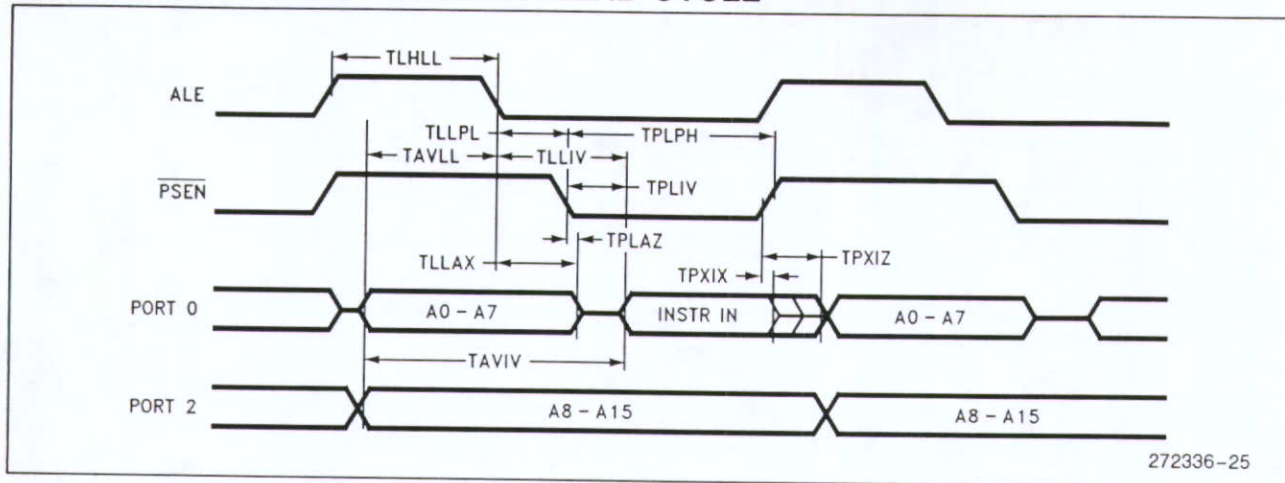 CYCLE
TLHLL
ALE
TLLPL
TPLPH
TAVLL
TLLIV
PSEN
TPLIV
TPLAZ
TLLAX
TPXIZ
TPXIX
PORT 0
A0 – A7
INSTR IN
A0 – A7
TAVIV
PORT 2
A8 – A15
A8 – A15
272336–25